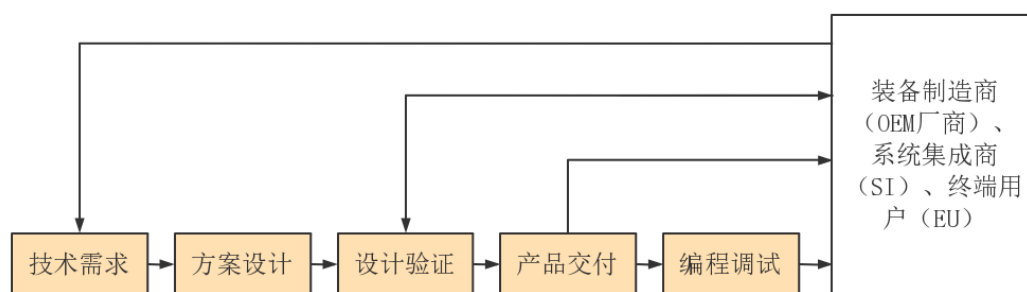 装备制造商
（OEM厂商）、
系统集成商
（SI）、终端用
户（EU）
技术需求
方案设计
设计验证
产品交付
编程调试